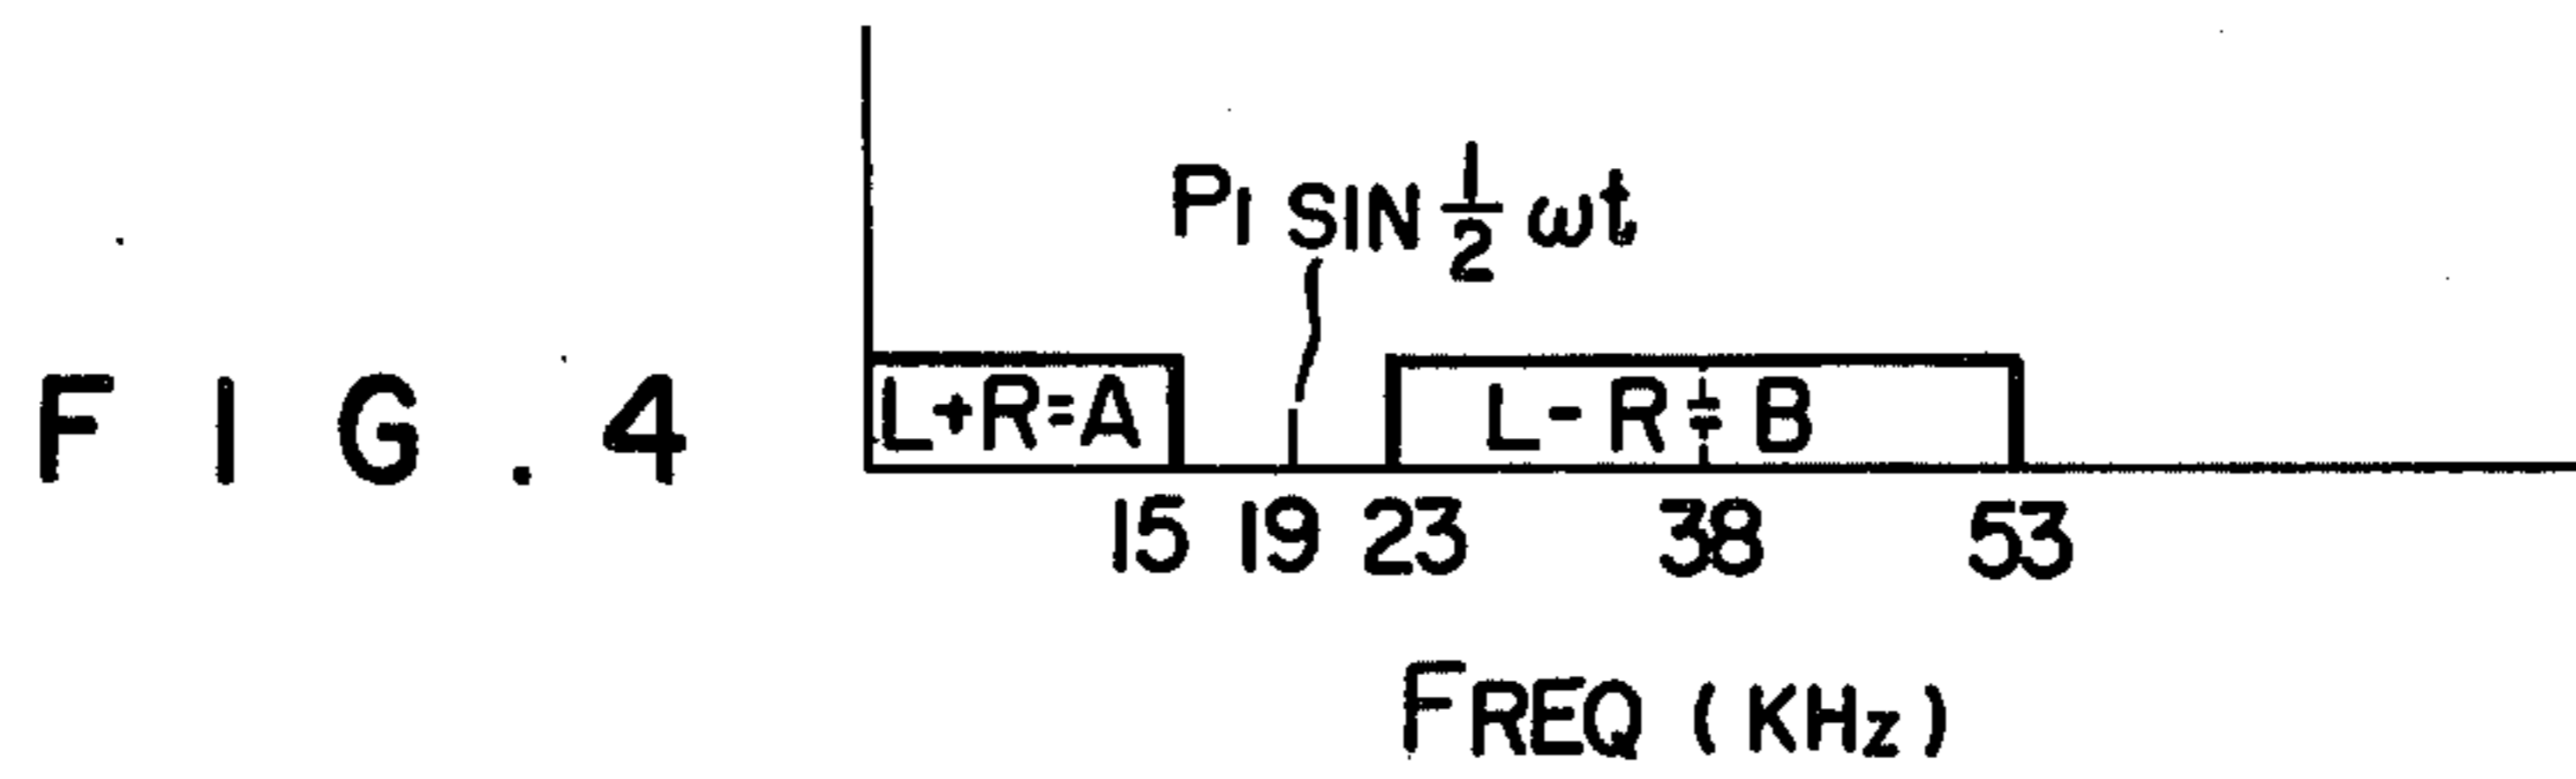 P1 SIN 1/2 ωt
FIG.4
L+R=A
L-R=B
15 19 23 38 53
FREQ (KHz)